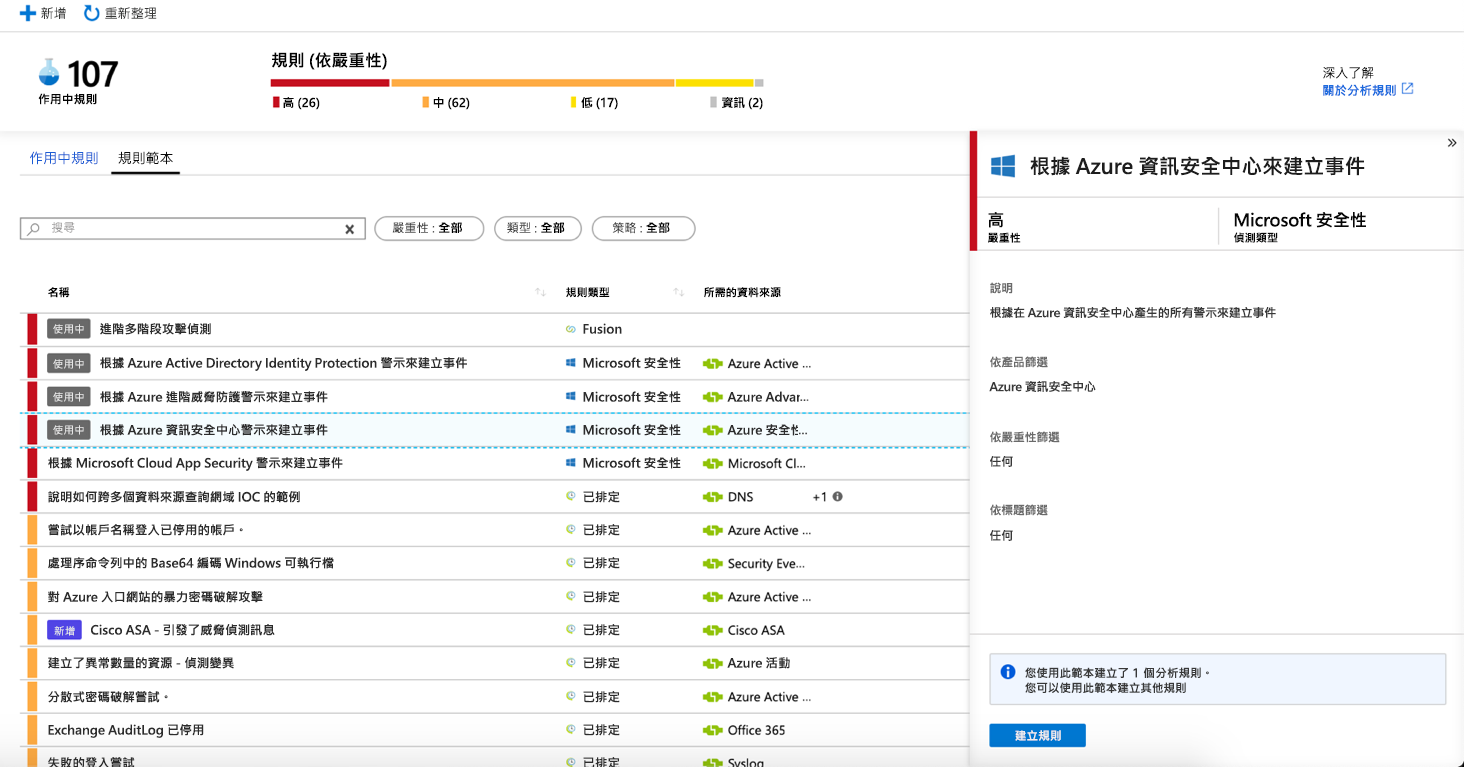 新增 重新整理
107
作用中規則
規則 (依嚴重性)
高 (26) 中 (62) 低 (17) 資訊 (2)
深入了解
關於分析規則
作用中規則 規則範本
搜尋
嚴重性 : 全部 類型 : 全部 策略 : 全部
名稱 規則類型 所需的資料來源
使用中 進階多階段攻擊偵測 Fusion
使用中 根據 Azure Active Directory Identity Protection 警示來建立事件 Microsoft 安全性 Azure Active ...
使用中 根據 Azure 進階威脅防護警示來建立事件 Microsoft 安全性 Azure Advar...
使用中 根據 Azure 資訊安全中心警示來建立事件 Microsoft 安全性 Azure 安全...
根據 Microsoft Cloud App Security 警示來建立事件 Microsoft 安全性 Microsoft Cl...
說明如何跨多個資料來源查詢網域 IOC 的範例 已排定 DNS +1
嘗試以帳戶名稱登入已停用的帳戶。 已排定 Azure Active ...
處理序命令列中的 Base64 編碼 Windows 可執行檔 已排定 Security Eve...
對 Azure 入口網站的暴力密碼破解攻擊 已排定 Azure Active ...
新增 Cisco ASA - 引發了威脅偵測訊息 已排定 Cisco ASA
建立了異常數量的資源 - 偵測變異 已排定 Azure 活動
分散式密碼破解嘗試。 已排定 Azure Active ...
Exchange AuditLog 已停用 已排定 Office 365
失敗的登入嘗試 已排定 Syslog
»
根據 Azure 資訊安全中心來建立事件
高 Microsoft 安全性
嚴重性 偵測類型
說明
根據在 Azure 資訊安全中心產生的所有警示來建立事件
依產品篩選
Azure 資訊安全中心
依嚴重性篩選
任何
依標題篩選
任何
您使用此範本建立了 1 個分析規則。
您可以使用此範本建立其他規則
建立規則